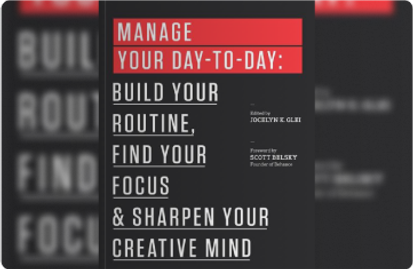 MANAGE
YOUR DAY-TO-DAY:
BUILD YOUR
ROUTINE,
FIND YOUR
FOCUS
& SHARPEN YOUR
CREATIVE MIND
Edited by
JOCELYN K. GLEI
Foreword by
SCOTT BELSKY
Founder of Behance